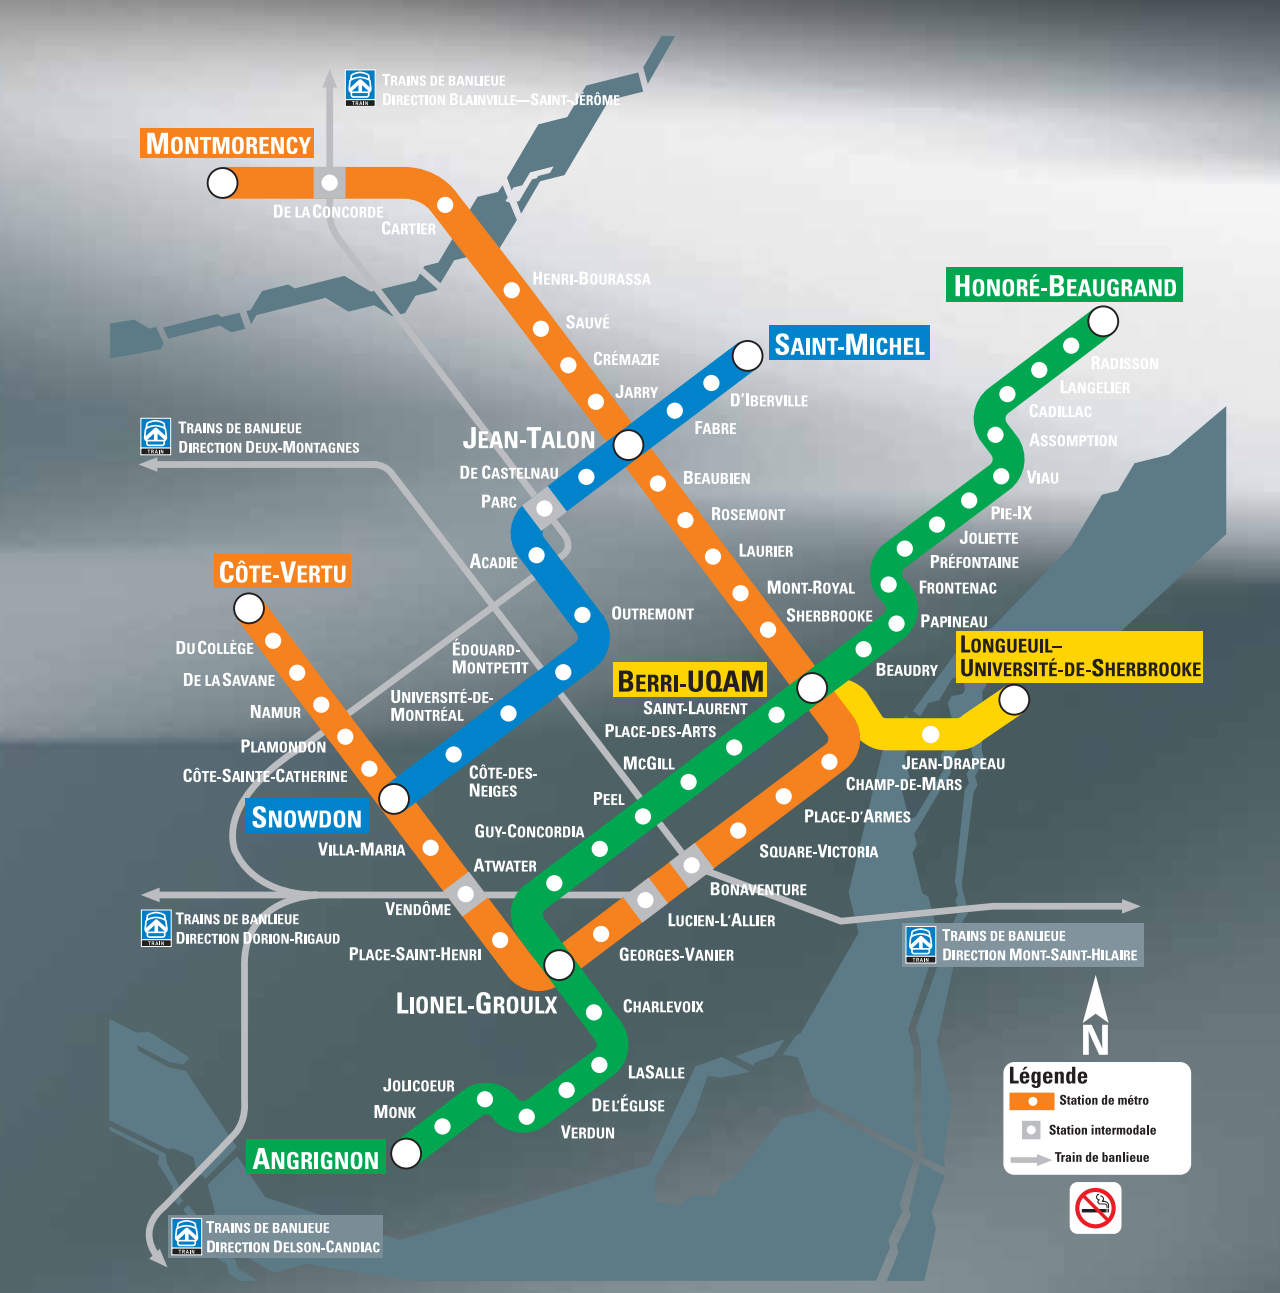 TRAINS DE BANLIEUE
DIRECTION BLAINVILLE—SAINT-JÉRÔME
TRAIN
MONTMORENCY
DE LA CONCORDE
CARTIER
HENRI-BOURASSA
SAUVÉ
CRÉMAZIE
JARRY
HONORÉ-BEAUGRAND
RADISSON
LANGELIER
CADILLAC
ASSOMPTION
VIAU
PIE-IX
JOLIETTE
PRÉFONTAINE
FRONTENAC
PAPINEAU
BEAUDRY
SAINT-MICHEL
D'IBERVILLE
FABRE
JEAN-TALON
DE CASTELNAU
PARC
ACADIE
OUTREMONT
ÉDOUARD-
MONTPETIT
UNIVERSITÉ-DE-
MONTRÉAL
CÔTE-DES-
NEIGES
SNOWDON
TRAINS DE BANLIEUE
DIRECTION DEUX-MONTAGNES
TRAIN
BEAUBIEN
ROSEMONT
LAURIER
MONT-ROYAL
SHERBROOKE
CÔTE-VERTU
DU COLLÈGE
DE LA SAVANE
NAMUR
PLAMONDON
CÔTE-SAINTE-CATHERINE
VILLA-MARIA
VENDÔME
PLACE-SAINT-HENRI
LIONEL-GROULX
LONGUEUIL–
UNIVERSITÉ-DE-SHERBROOKE
JEAN-DRAPEAU
BERRI-UQAM
SAINT-LAURENT
PLACE-DES-ARTS
MCGILL
PEEL
GUY-CONCORDIA
ATWATER
CHAMP-DE-MARS
PLACE-D'ARMES
SQUARE-VICTORIA
BONAVENTURE
LUCIEN-L'ALLIER
GEORGES-VANIER
TRAINS DE BANLIEUE
DIRECTION DORION-RIGAUD
TRAIN
TRAINS DE BANLIEUE
DIRECTION MONT-SAINT-HILAIRE
TRAIN
CHARLEVOIX
LASALLE
DE L'ÉGLISE
VERDUN
JOLICOEUR
MONK
ANGRIGNON
TRAINS DE BANLIEUE
DIRECTION DELSON-CANDIAC
TRAIN
N
Légende
Station de métro
Station intermodale
Train de banlieue